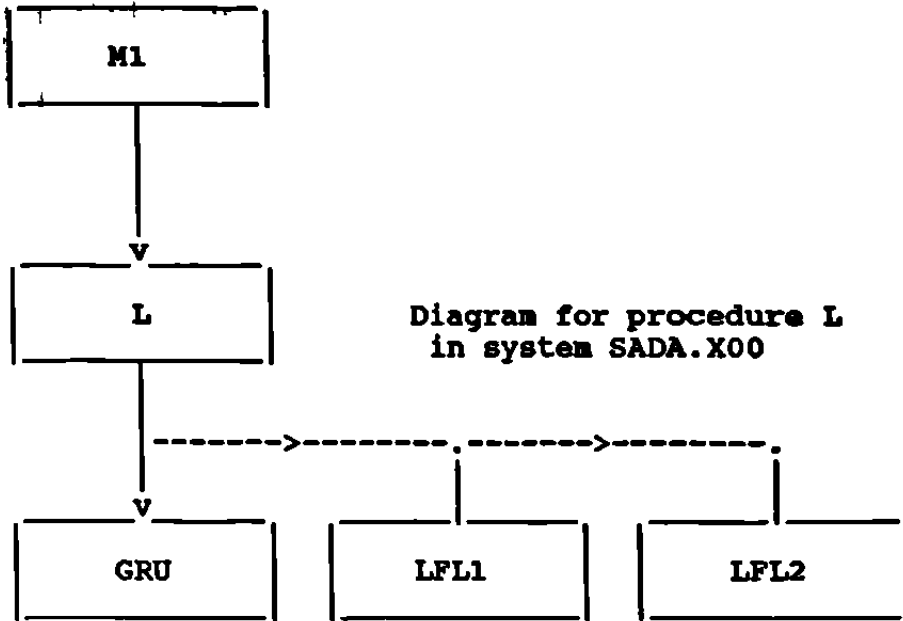 M1
L
Diagram for procedure L
in system SADA.X00
GRU
LFL1
LFL2